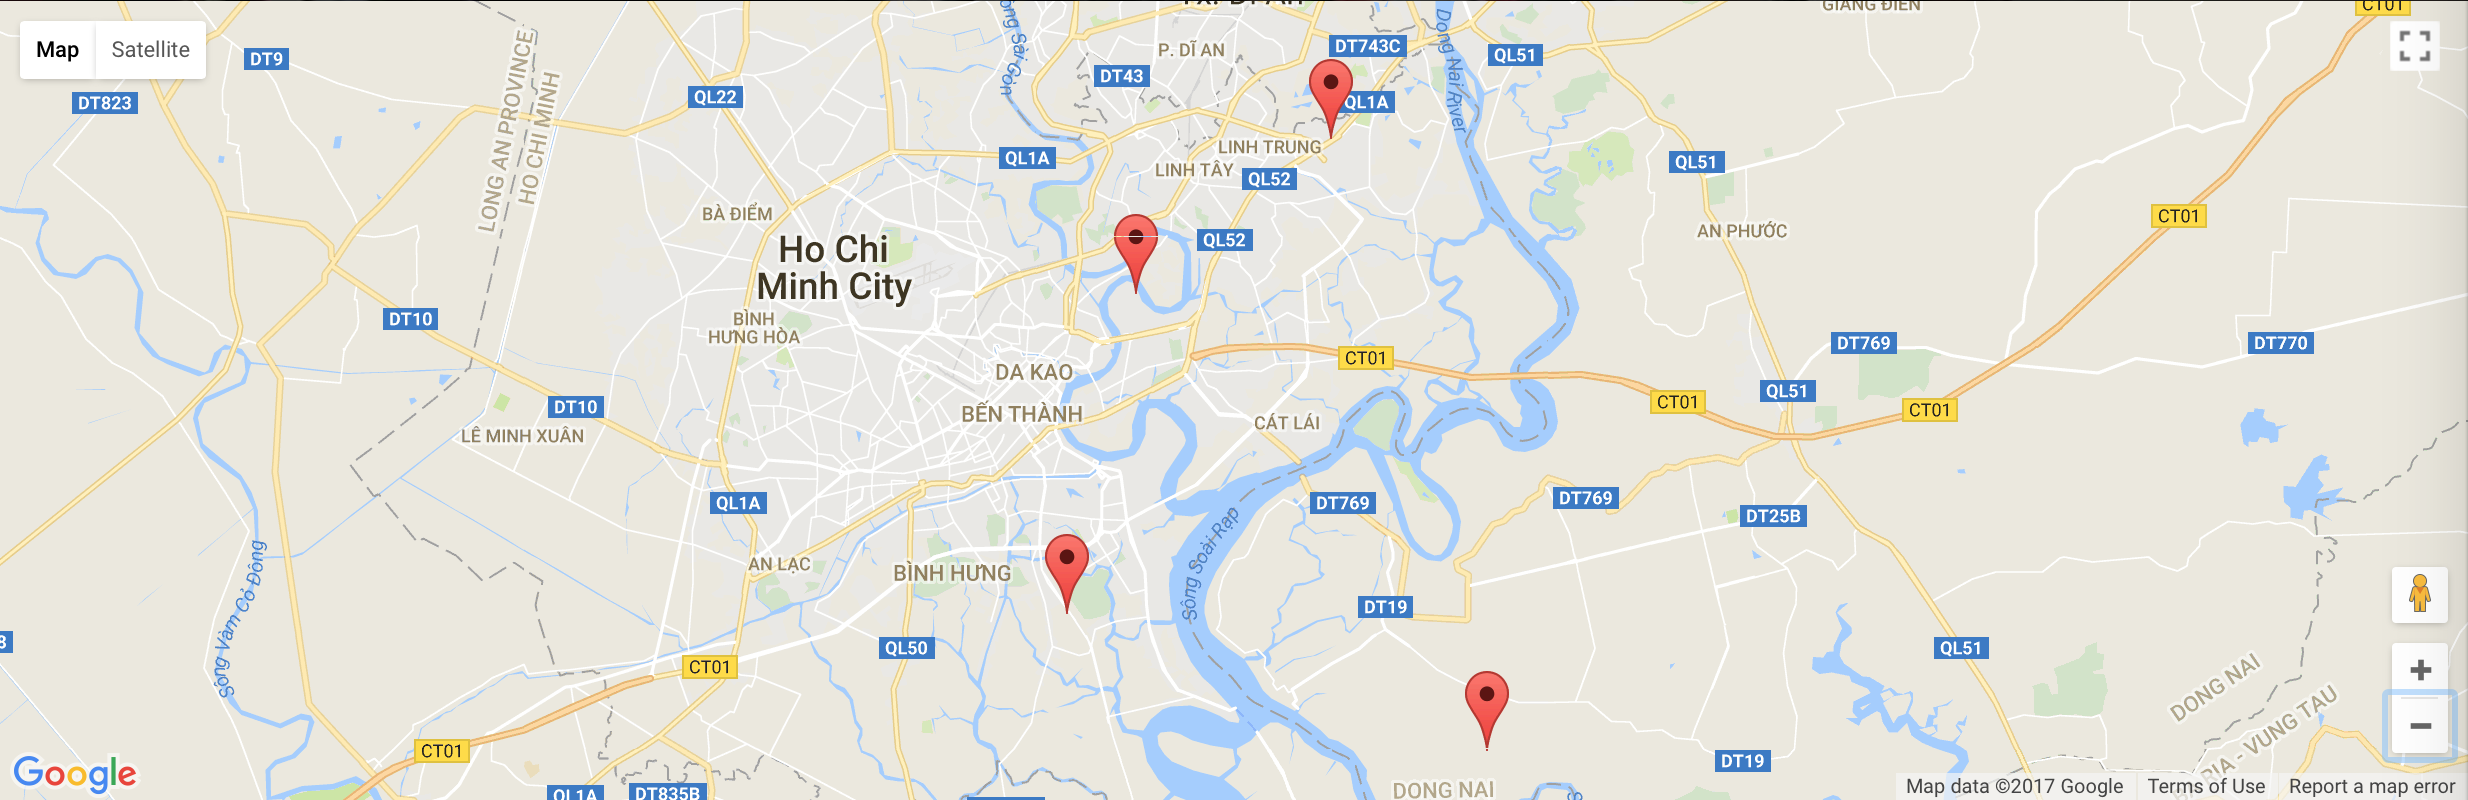 Map
Satellite
DT9
DT823
QL22
LONG AN PROVINCE
HO CHI MINH
P. DĨ AN
DT43
DT743C
QL1A
QL51
GIANG ĐIỀN
CT01
Dong Nai River
QL1A
LINH TRUNG
LINH TÂY
QL52
QL51
BÀ ĐIỂM
Ho Chi
Minh City
QL52
AN PHƯỚC
CT01
DT10
BÌNH
HƯNG HÒA
CT01
DT769
DT770
DA KAO
QL51
DT10
BẾN THÀNH
CÁT LÁI
CT01
CT01
LÊ MINH XUÂN
QL1A
DT769
DT769
DT25B
Sông Soài Rạp
AN LẠC
BÌNH HƯNG
Sông Vàm Cỏ Đông
DT19
QL50
CT01
QL51
DONG NAI
RIA - VUNG TAU
CT01
DT19
DONG NAI
QL1A
DT835B
Google
Map data ©2017 Google
Terms of Use
Report a map error